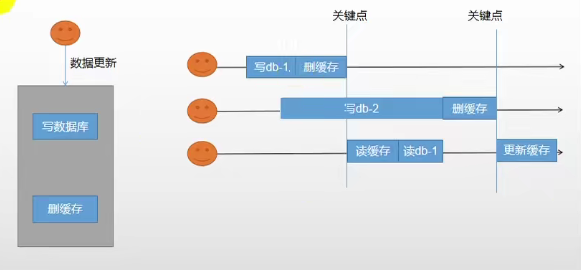 关键点
关键点
数据更新
写db-1,
删缓存
写数据库
写db-2
删缓存
读缓存
读db-1
更新缓存
删缓存